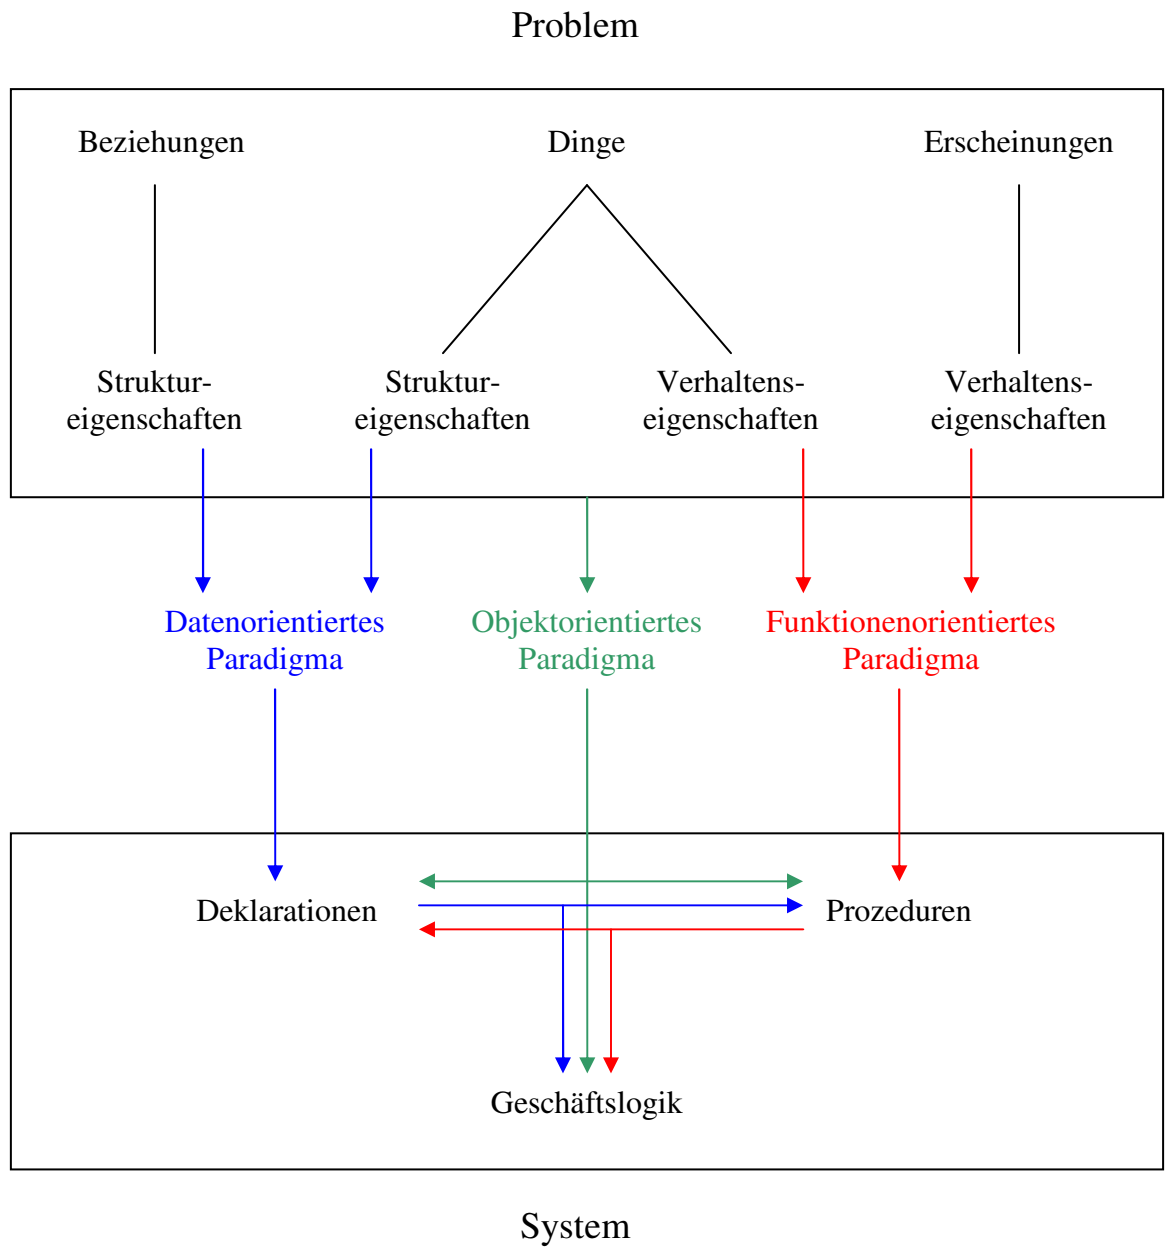 Problem
Beziehungen
Dinge
Erscheinungen
Struktur-
eigenschaften
Struktur-
eigenschaften
Verhaltens-
eigenschaften
Verhaltens-
eigenschaften
Datenorientiertes
Paradigma
Objektorientiertes
Paradigma
Funktionenorientiertes
Paradigma
Deklarationen
Prozeduren
Geschäftslogik
System